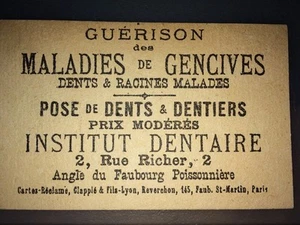 GUÉRISON
des
MALADIES DE GENCIVES
DENTS & RACINES MALADES
POSE DE DENTS & DENTIERS
PRIX MODÉRÉS
INSTITUT DENTAIRE
2, Rue Richer, 2
Angle du Faubourg Poissonnière
Cartes-Réclame, Clappié & Fils-Lyon, Reverchon, 145, Faub. St-Martin, Paris